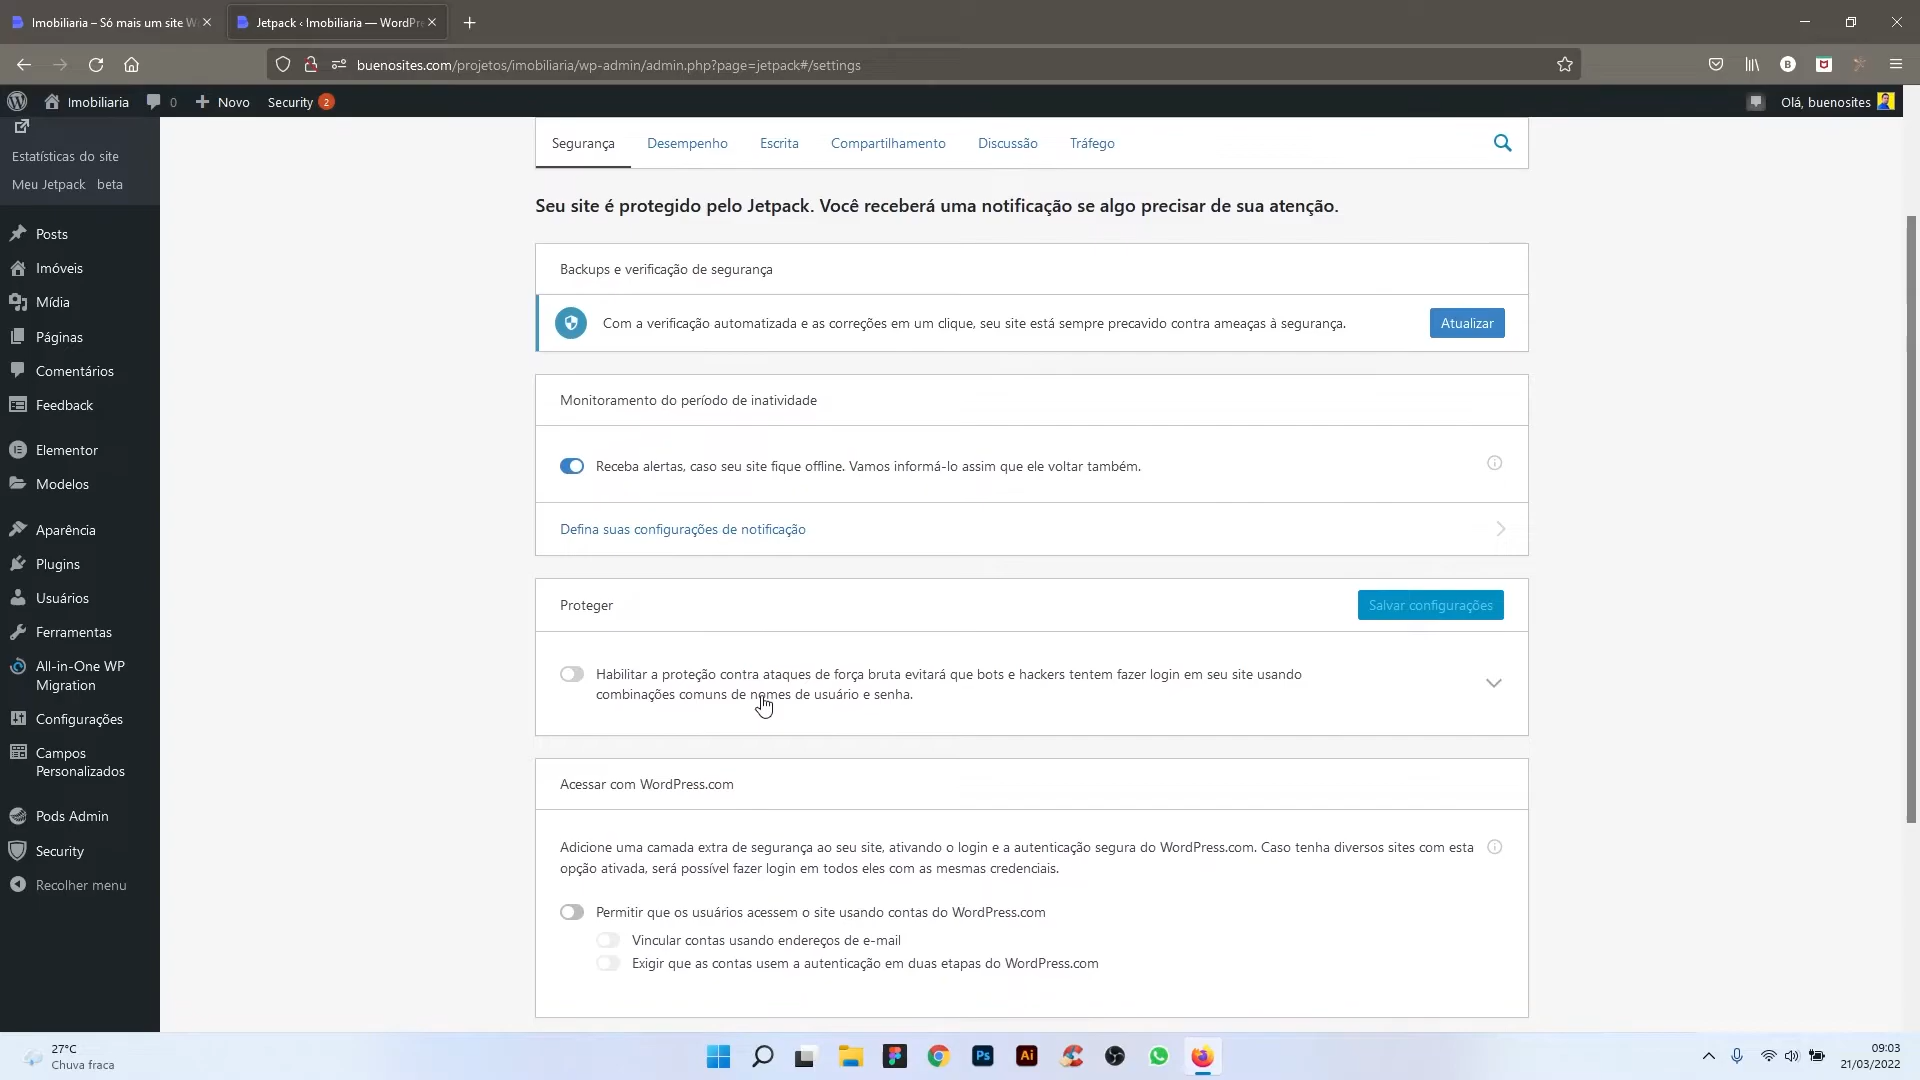 Imobiliaria – Só mais um site W
Jetpack ‹ Imobiliaria — WordPre
buenosites.com/projetos/imobiliaria/wp-admin/admin.php?page=jetpack#/settings
Imobiliaria
0
Novo
Security 2
Olá, buenosites
Estatísticas do site
Meu Jetpack beta
Posts
Imóveis
Mídia
Páginas
Comentários
Feedback
Elementor
Modelos
Aparência
Plugins
Usuários
Ferramentas
All-in-One WP
Migration
Configurações
Campos
Personalizados
Pods Admin
Security
Recolher menu
Segurança
Desempenho
Escrita
Compartilhamento
Discussão
Tráfego
Seu site é protegido pelo Jetpack. Você receberá uma notificação se algo precisar de sua atenção.
Backups e verificação de segurança
Com a verificação automatizada e as correções em um clique, seu site está sempre precavido contra ameaças à segurança.
Atualizar
Monitoramento do período de inatividade
Receba alertas, caso seu site fique offline. Vamos informá-lo assim que ele voltar também.
Defina suas configurações de notificação
Proteger
Salvar configurações
Habilitar a proteção contra ataques de força bruta evitará que bots e hackers tentem fazer login em seu site usando
combinações comuns de nomes de usuário e senha.
Acessar com WordPress.com
Adicione uma camada extra de segurança ao seu site, ativando o login e a autenticação segura do WordPress.com. Caso tenha diversos sites com esta
opção ativada, será possível fazer login em todos eles com as mesmas credenciais.
Permitir que os usuários acessem o site usando contas do WordPress.com
Vincular contas usando endereços de e-mail
Exigir que as contas usem a autenticação em duas etapas do WordPress.com
27°C
Chuva fraca
Ps
Ai
09:03
21/03/2022